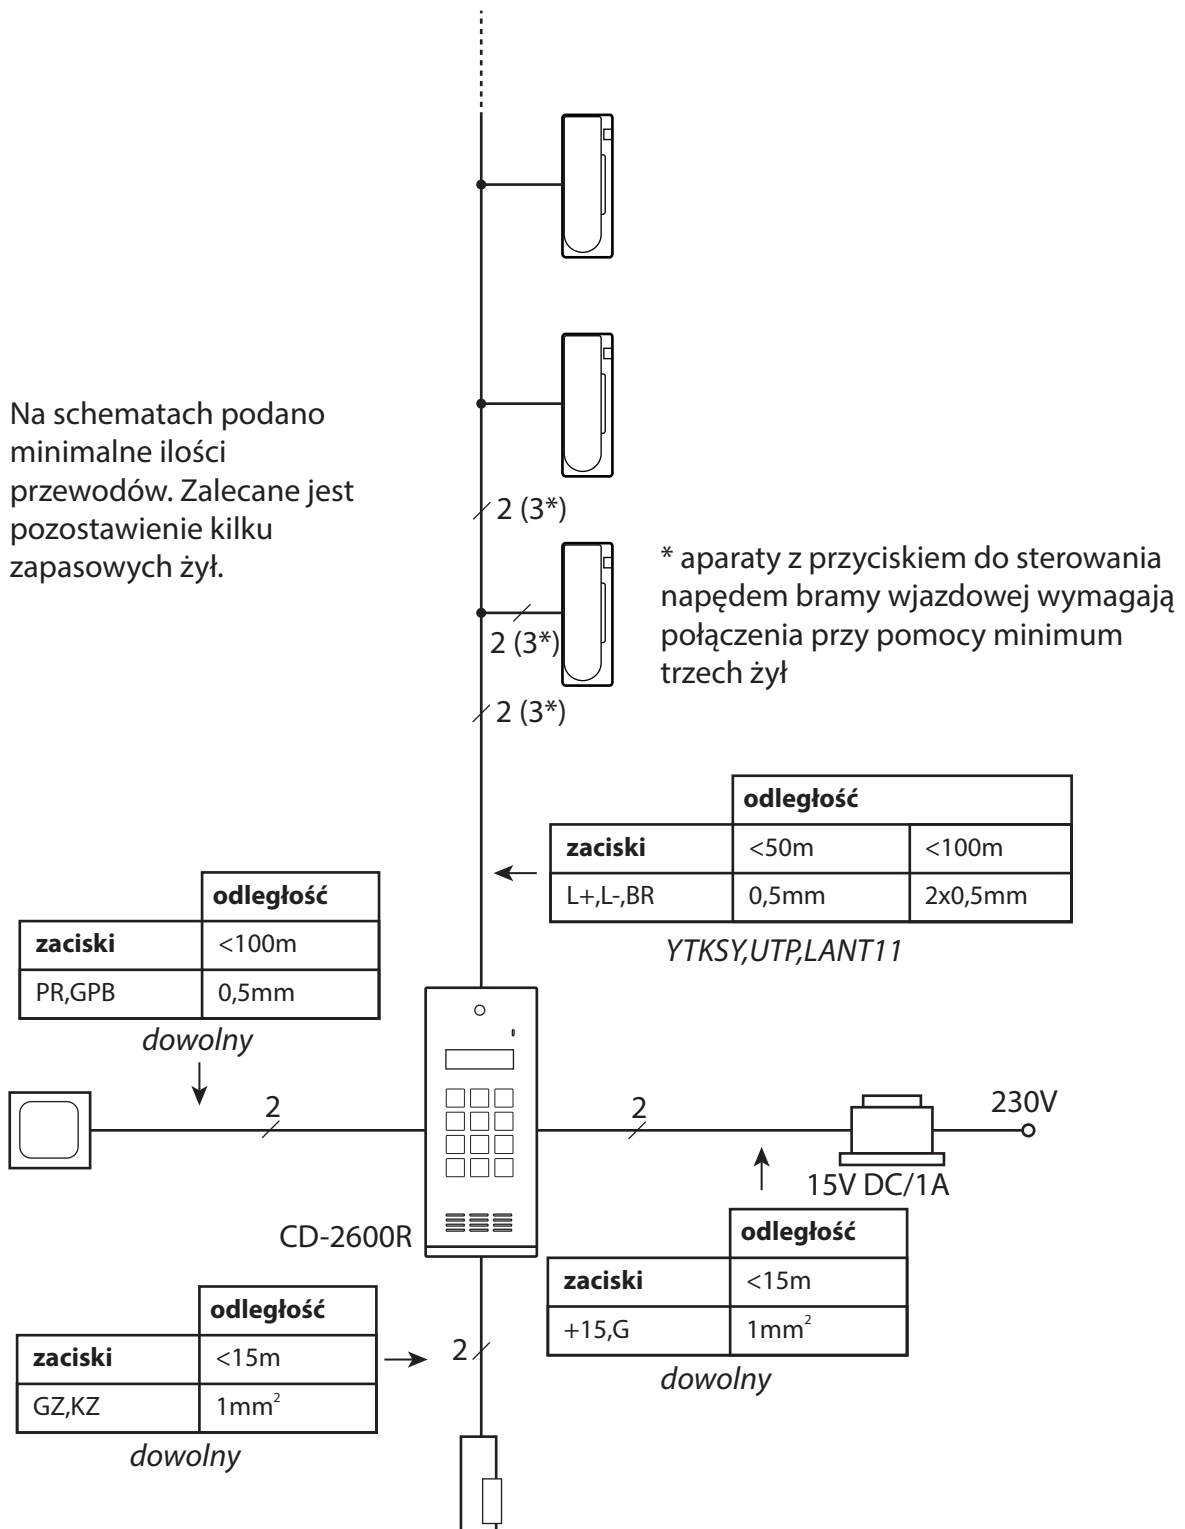 Na schematach podano
minimalne ilości
przewodów. Zalecane jest
pozostawienie kilku
zapasowych żył.
2 (3*)
* aparaty z przyciskiem do sterowania
napędem bramy wjazdowej wymagają
połączenia przy pomocy minimum
trzech żył
2 (3*)
2 (3*)
odległość
zaciski <50m <100m
L+,L-,BR 0,5mm 2x0,5mm
YTKSY,UTP,LANT11
odległość
zaciski <100m
PR,GPB 0,5mm
dowolny
2
2
230V
15V DC/1A
CD-2600R
odległość
zaciski <15m
+15,G 1mm²
dowolny
odległość
zaciski <15m
GZ,KZ 1mm²
dowolny
2